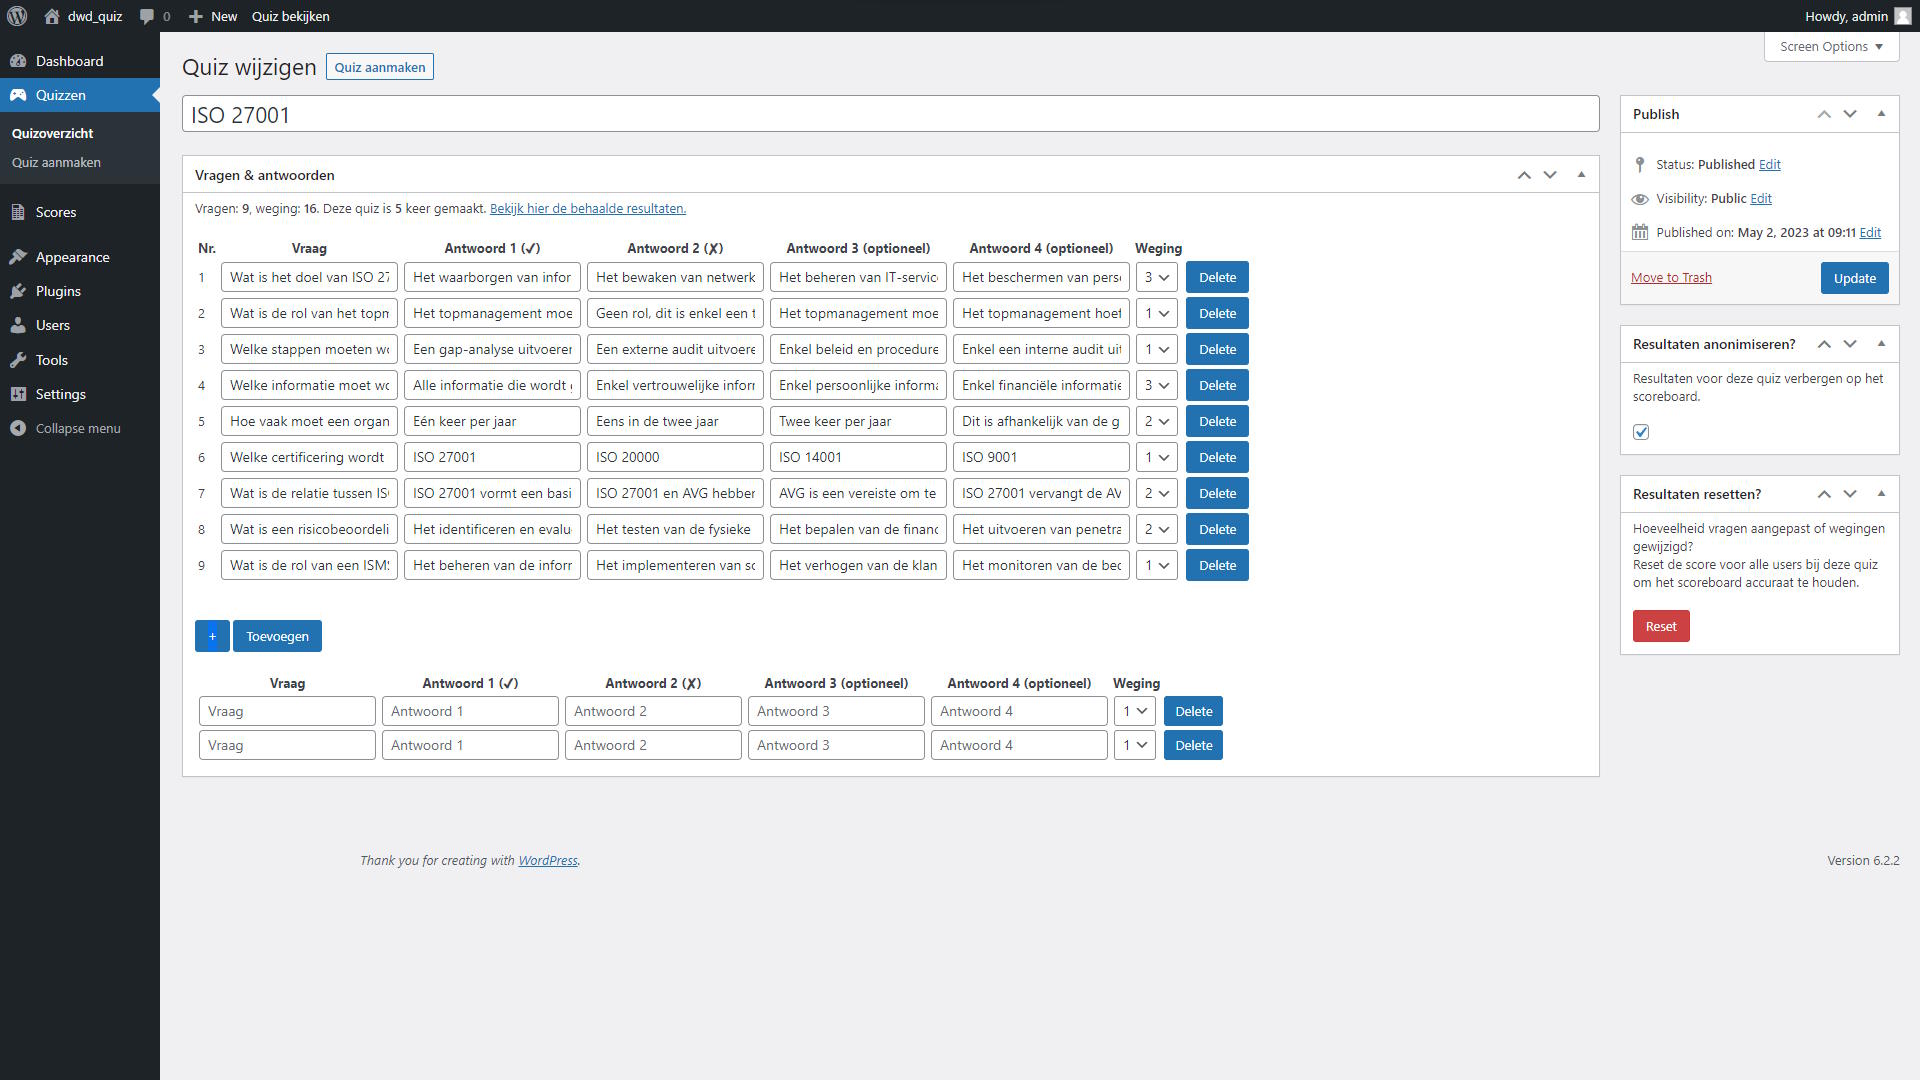 dwd_quiz 0 New Quiz bekijken Howdy, admin
Screen Options
Dashboard
Quizzen
Quizoverzicht
Quiz aanmaken
Scores
Appearance
Plugins
Users
Tools
Settings
Collapse menu
Quiz wijzigen Quiz aanmaken
ISO 27001
Vragen & antwoorden
Vragen: 9, weging: 16. Deze quiz is 5 keer gemaakt. Bekijk hier de behaalde resultaten.
Nr. Vraag Antwoord 1 (✓) Antwoord 2 (✗) Antwoord 3 (optioneel) Antwoord 4 (optioneel) Weging
1 Wat is het doel van ISO 27 Het waarborgen van infor Het bewaken van netwerk Het beheren van IT-servic Het beschermen van pers 3 Delete
2 Wat is de rol van het topm Het topmanagement moe Geen rol, dit is enkel een t Het topmanagement moe Het topmanagement hoef 1 Delete
3 Welke stappen moeten wo Een gap-analyse uitvoeren Een externe audit uitvoere Enkel beleid en procedure Enkel een interne audit uit 1 Delete
4 Welke informatie moet wo Alle informatie die wordt Enkel vertrouwelijke inforr Enkel persoonlijke informa Enkel financiële informatie 3 Delete
5 Hoe vaak moet een organ Eén keer per jaar Eens in de twee jaar Twee keer per jaar Dit is afhankelijk van de g 2 Delete
6 Welke certificering wordt ISO 27001 ISO 20000 ISO 14001 ISO 9001 1 Delete
7 Wat is de relatie tussen IS ISO 27001 vormt een basi ISO 27001 en AVG hebber AVG is een vereiste om te ISO 27001 vervangt de AV 2 Delete
8 Wat is een risicobeoordeli Het identificeren en evalu Het testen van de fysieke Het bepalen van de financ Het uitvoeren van penetra 2 Delete
9 Wat is de rol van een ISMS Het beheren van de inforr Het implementeren van so Het verhogen van de klan Het monitoren van de bec 1 Delete
+ Toevoegen
Vraag Antwoord 1 (✓) Antwoord 2 (✗) Antwoord 3 (optioneel) Antwoord 4 (optioneel) Weging
Vraag Antwoord 1 Antwoord 2 Antwoord 3 Antwoord 4 1 Delete
Vraag Antwoord 1 Antwoord 2 Antwoord 3 Antwoord 4 1 Delete
Publish
Status: Published Edit
Visibility: Public Edit
Published on: May 2, 2023 at 09:11 Edit
Move to Trash Update
Resultaten anonimiseren?
Resultaten voor deze quiz verbergen op het
scoreboard.
Resultaten resetten?
Hoeveelheid vragen aangepast of wegingen
gewijzigd?
Reset de score voor alle users bij deze quiz
om het scoreboard accuraat te houden.
Reset
Thank you for creating with WordPress.
Version 6.2.2